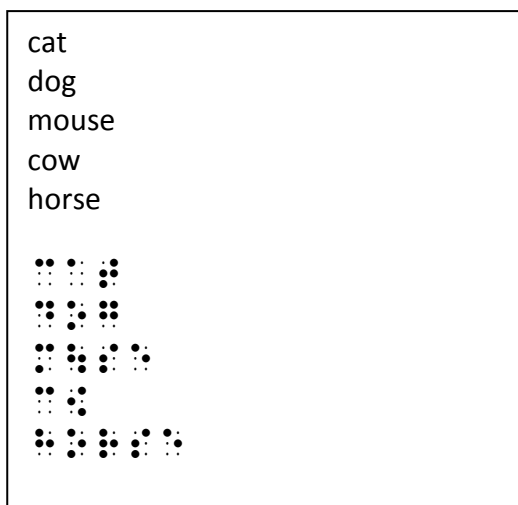 cat
dog
mouse
cow
horse
⠉⠁⠞
⠙⠕⠛
⠍⠳⠎⠑
⠉⠪
⠓⠕⠗⠎⠑